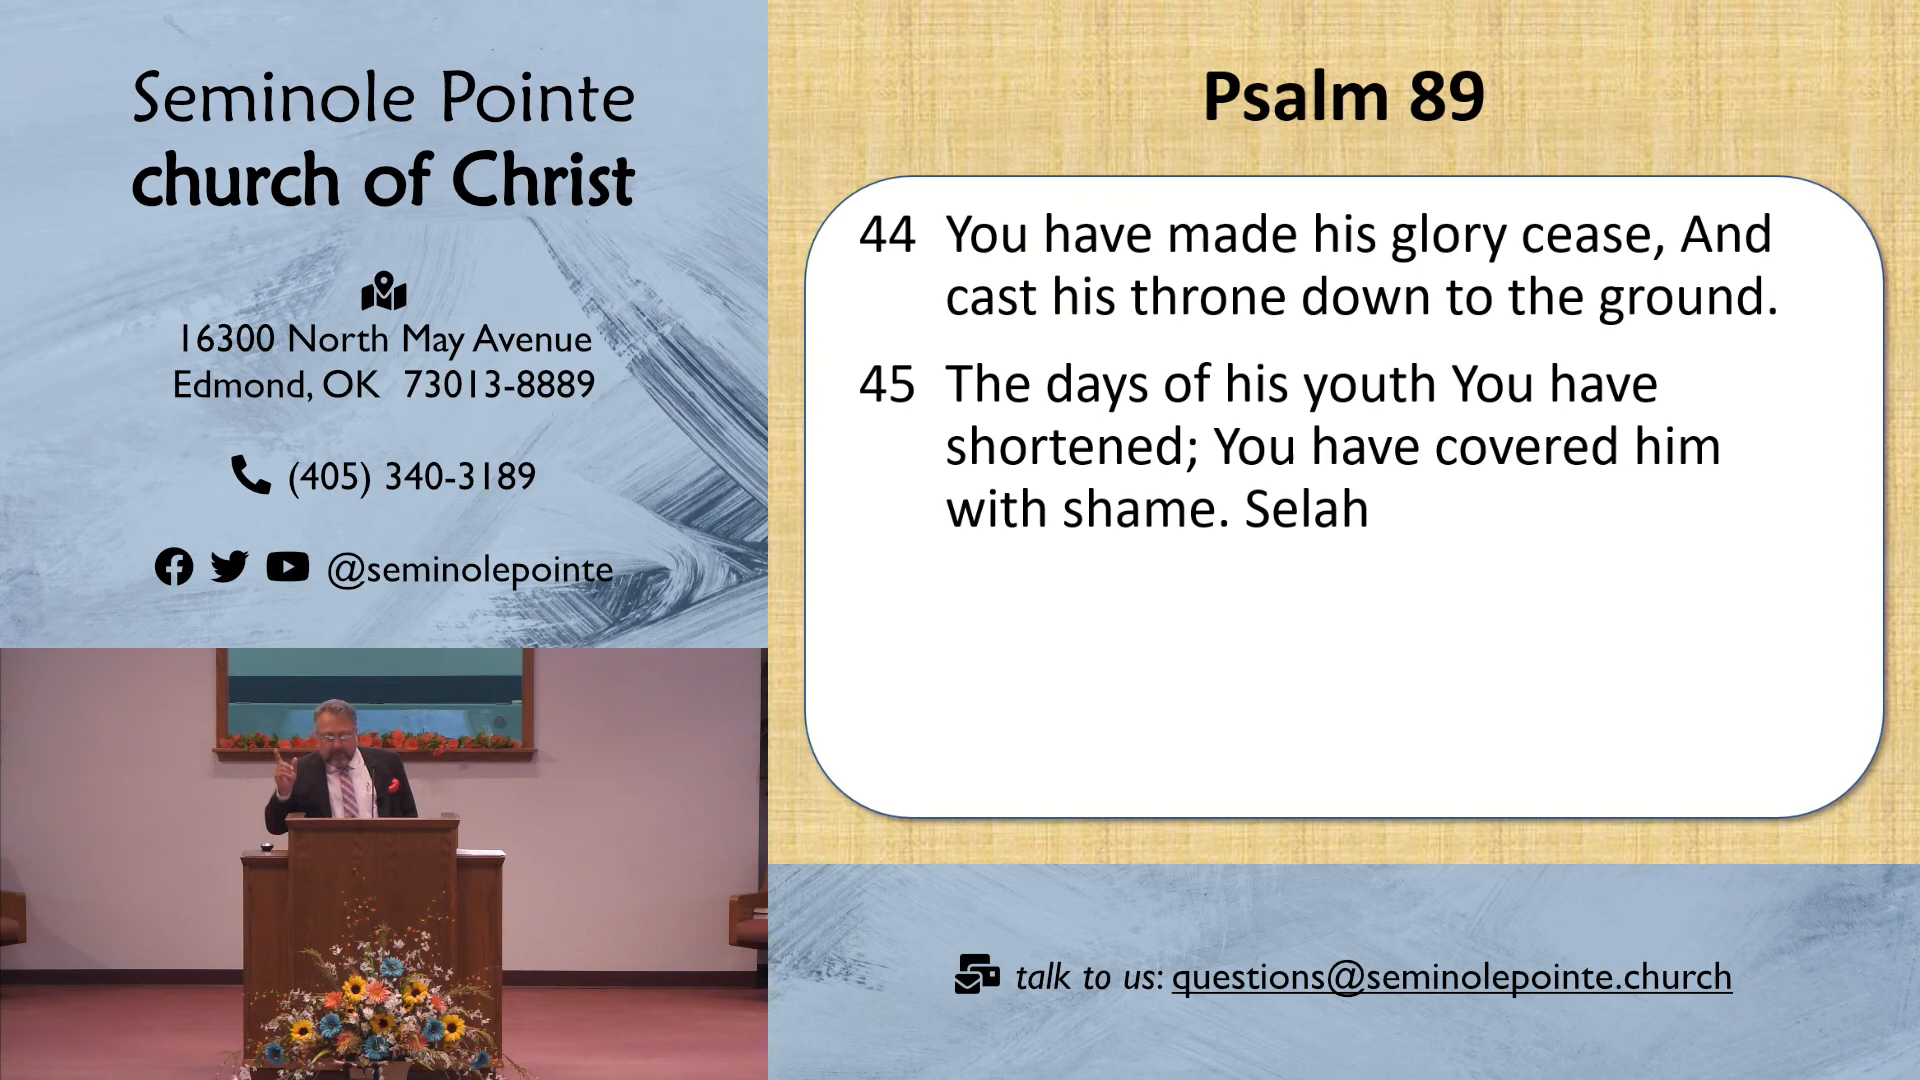 Seminole Pointe
church of Christ
16300 North May Avenue
Edmond, OK 73013-8889
(405) 340-3189
@seminolepointe
Psalm 89
44 You have made his glory cease, And
cast his throne down to the ground.
45 The days of his youth You have
shortened; You have covered him
with shame. Selah
talk to us: questions@seminolepointe.church